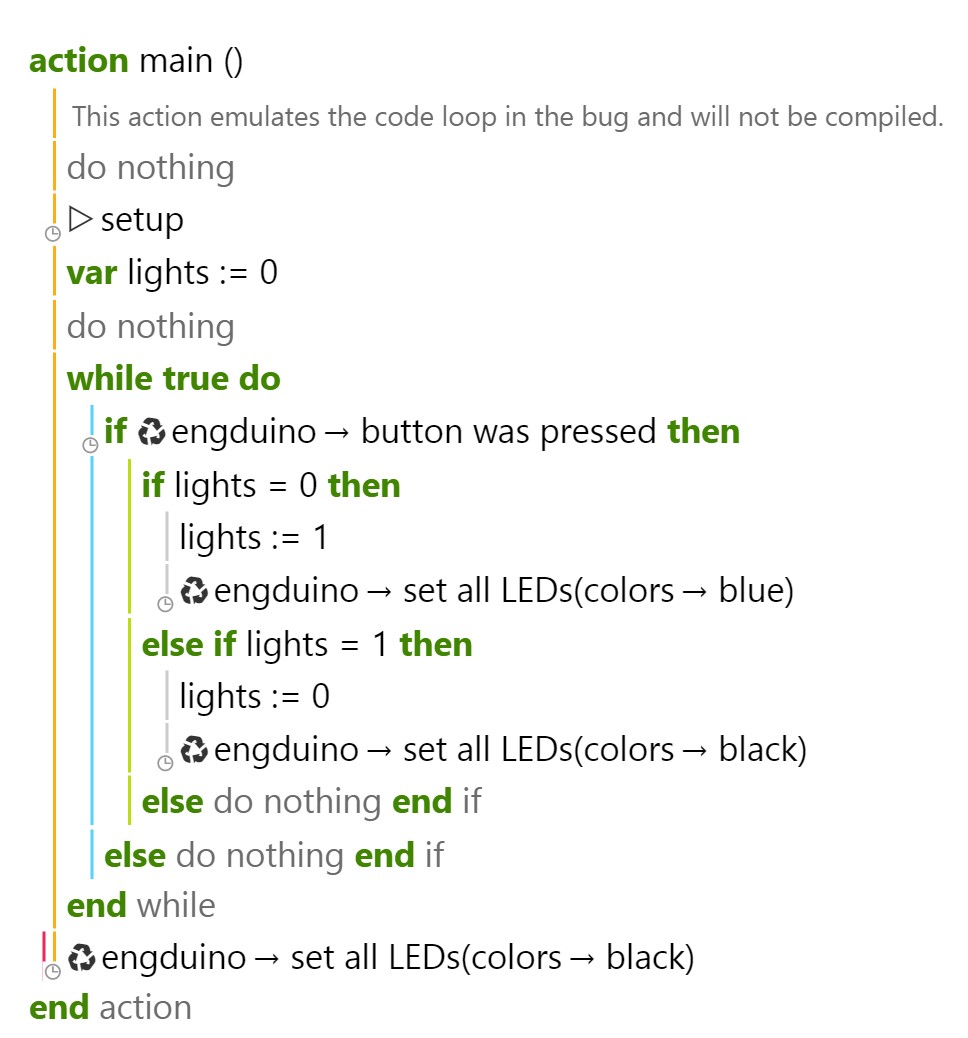 action main ()
This action emulates the code loop in the bug and will not be compiled.
do nothing
▷ setup
var lights := 0
do nothing
while true do
if ♻ engduino → button was pressed then
if lights = 0 then
lights := 1
♻ engduino → set all LEDs(colors → blue)
else if lights = 1 then
lights := 0
♻ engduino → set all LEDs(colors → black)
else do nothing end if
else do nothing end if
end while
♻ engduino → set all LEDs(colors → black)
end action